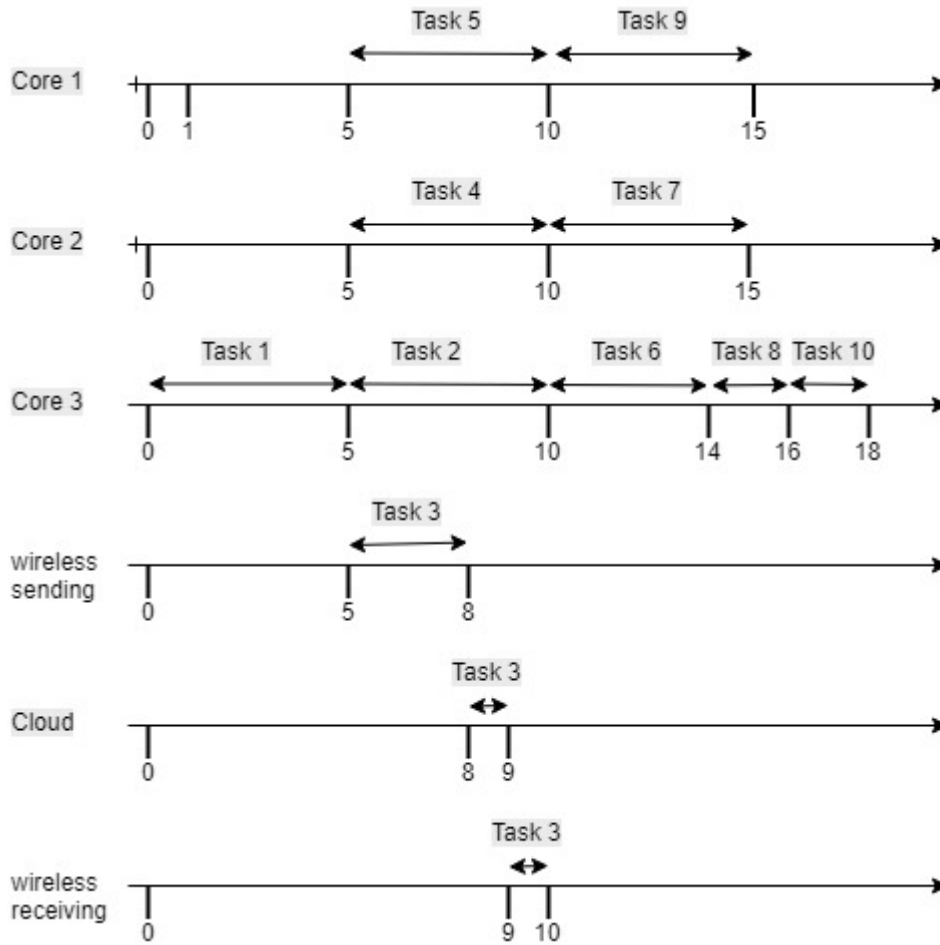 Task 5 Task 9
Core 1
0 1 5 10 15
Task 4 Task 7
Core 2
0 5 10 15
Task 1 Task 2 Task 6 Task 8 Task 10
Core 3
0 5 10 14 16 18
Task 3
wireless
sending
0 5 8
Task 3
Cloud
0 8 9
Task 3
wireless
receiving
0 9 10